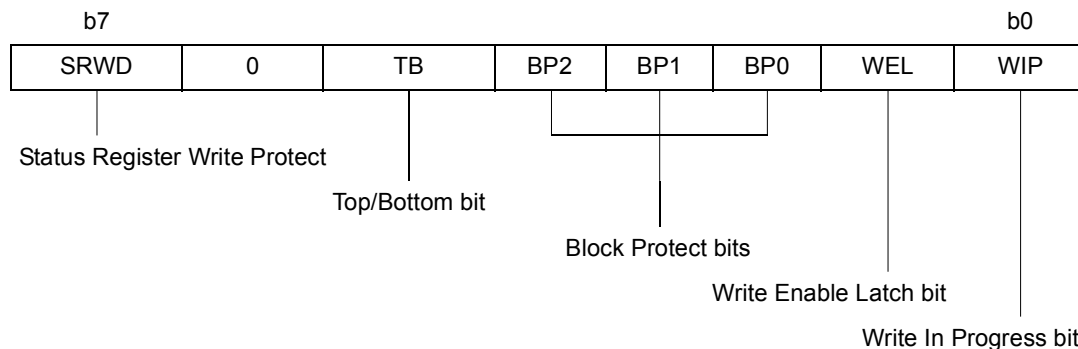 b7 b0
SRWD 0 TB BP2 BP1 BP0 WEL WIP
Status Register Write Protect
Top/Bottom bit
Block Protect bits
Write Enable Latch bit
Write In Progress bit